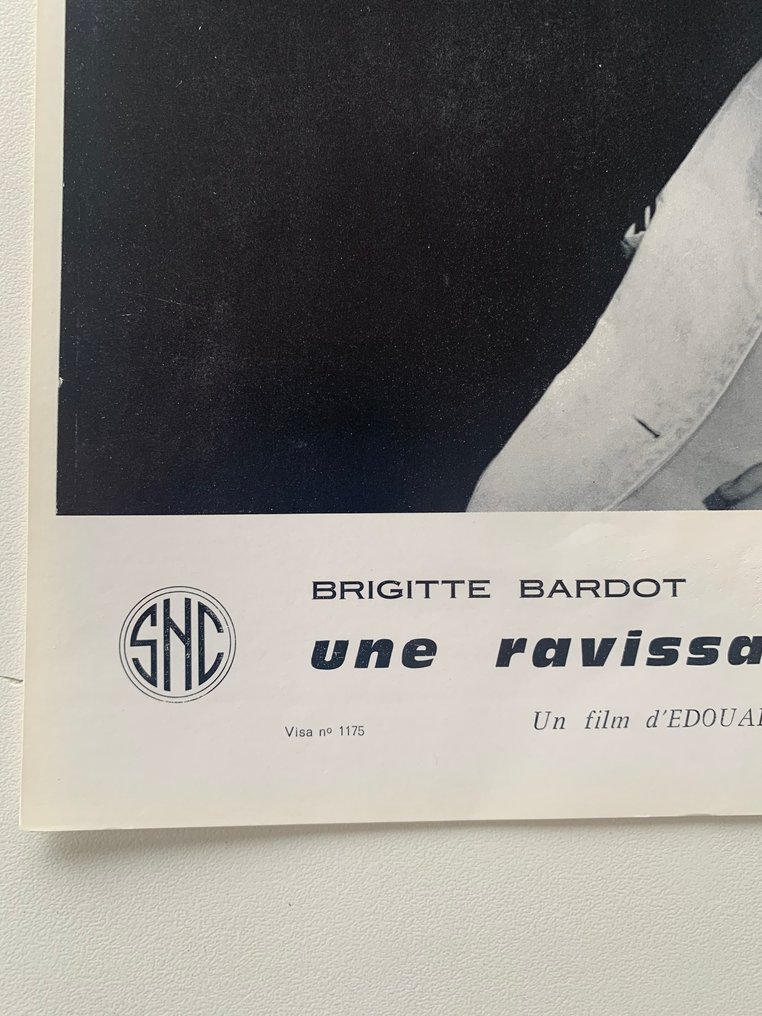 BRIGITTE BARDOT
SNC
une ravissa
Un film d'EDOUA
Visa nº 1175